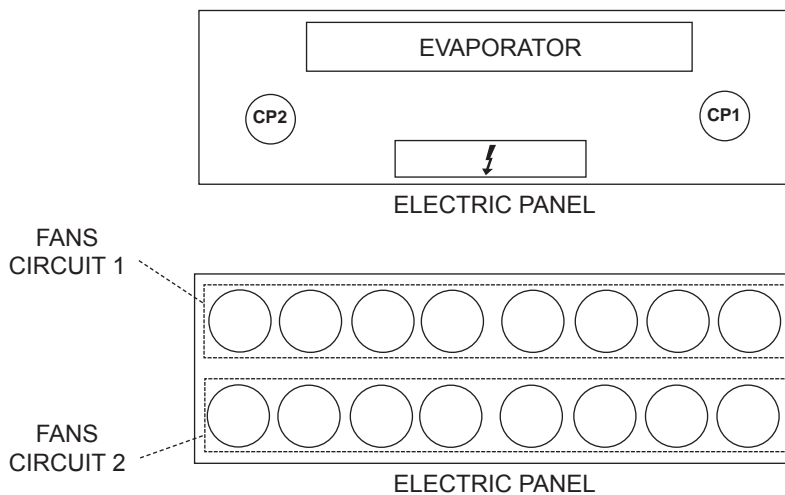 EVAPORATOR
CP2
CP1
ELECTRIC PANEL
FANS
CIRCUIT 1
FANS
CIRCUIT 2
ELECTRIC PANEL